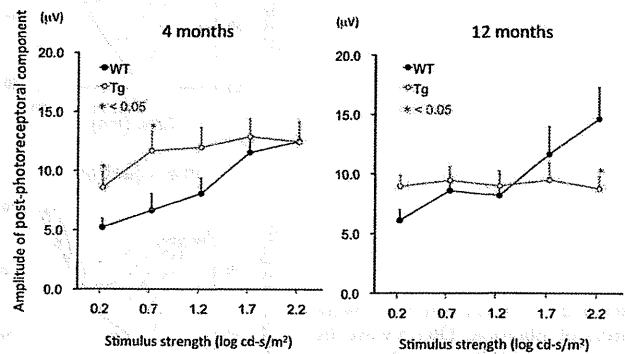 (μV)
4 months
Amplitude of post-photoreceptoral component
20.0
15.0
10.0
5.0
0.0
WT
Tg
* < 0.05
*
*
0.2 0.7 1.2 1.7 2.2
Stimulus strength (log cd-s/m²)
(μV)
12 months
20.0
15.0
10.0
5.0
0.0
WT
Tg
* < 0.05
*
0.2 0.7 1.2 1.7 2.2
Stimulus strength (log cd-s/m²)